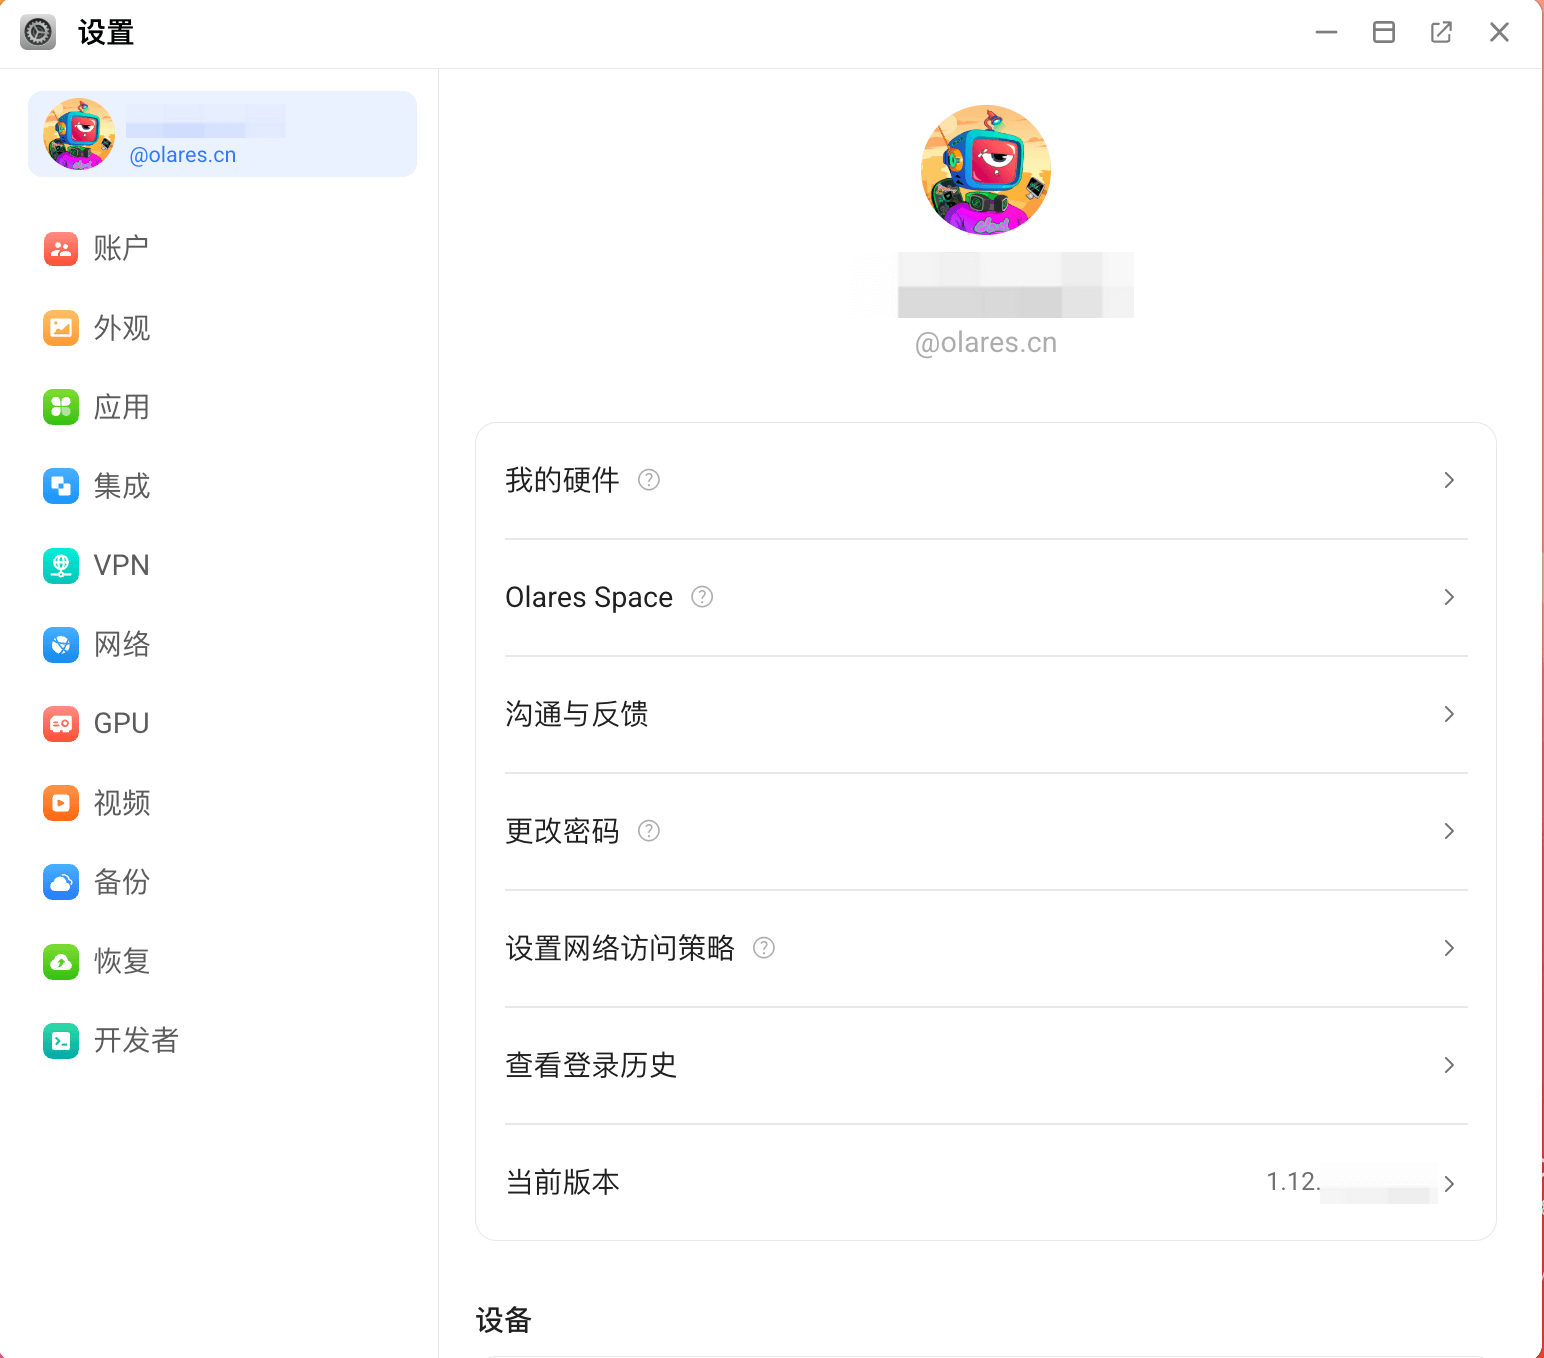 设置
@olares.cn
账户
外观
应用
集成
VPN
网络
GPU
视频
备份
恢复
开发者
@olares.cn
我的硬件
Olares Space
沟通与反馈
更改密码
设置网络访问策略
查看登录历史
当前版本 1.12.
设备